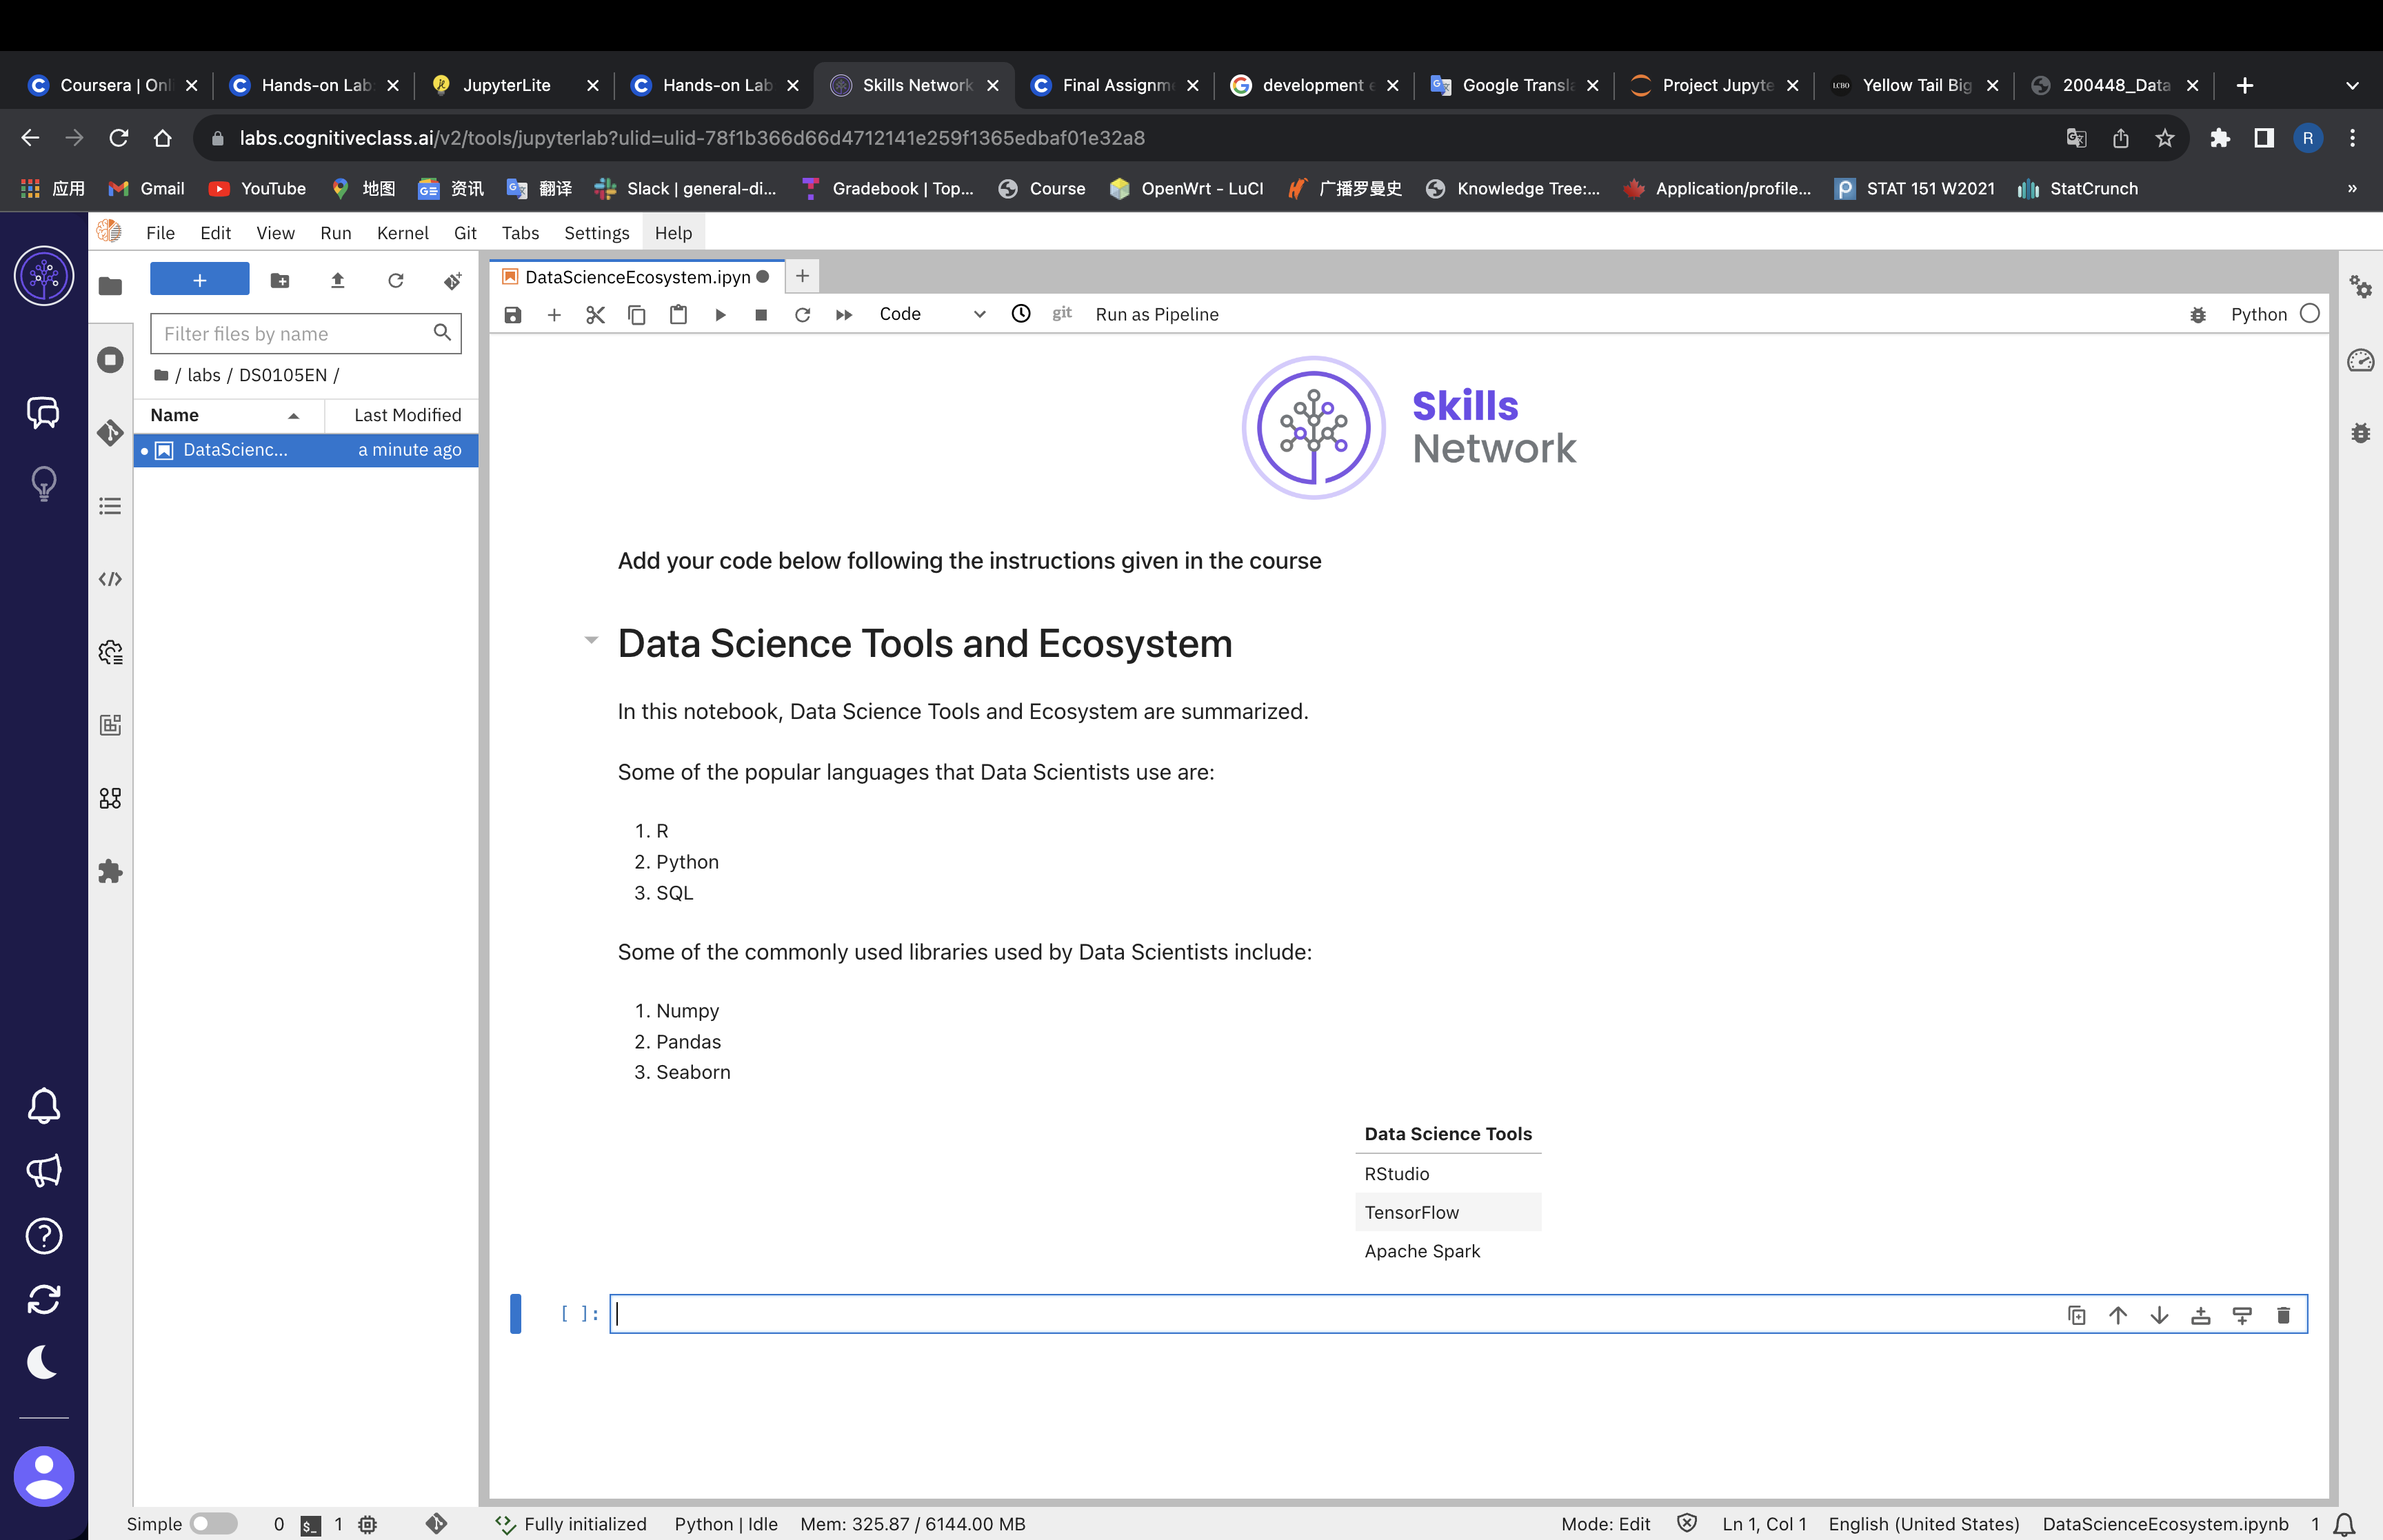 Coursera | Onli
Hands-on Lab
JupyterLite
Hands-on Lab
Skills Network
Final Assignme
development e
Google Transla
Project Jupyte
LCBO Yellow Tail Big
200448_Data
labs.cognitiveclass.ai/v2/tools/jupyterlab?ulid=ulid-78f1b366d66d4712141e259f1365edbaf01e32a8
R
应用 Gmail YouTube 地图 资讯 翻译 Slack | general-di... Gradebook | Top... Course OpenWrt - LuCI 广播罗曼史 Knowledge Tree:... Application/profile... STAT 151 W2021 StatCrunch »
File Edit View Run Kernel Git Tabs Settings Help
DataScienceEcosystem.ipyn
Code git Run as Pipeline Python
Filter files by name
/ labs / DS0105EN /
Name Last Modified
DataScienc... a minute ago
Skills
Network
Add your code below following the instructions given in the course
Data Science Tools and Ecosystem
In this notebook, Data Science Tools and Ecosystem are summarized.
Some of the popular languages that Data Scientists use are:
1. R
2. Python
3. SQL
Some of the commonly used libraries used by Data Scientists include:
1. Numpy
2. Pandas
3. Seaborn
Data Science Tools
RStudio
TensorFlow
Apache Spark
[ ]:
Simple 0 $_ 1 Fully initialized Python | Idle Mem: 325.87 / 6144.00 MB Mode: Edit Ln 1, Col 1 English (United States) DataScienceEcosystem.ipynb 1